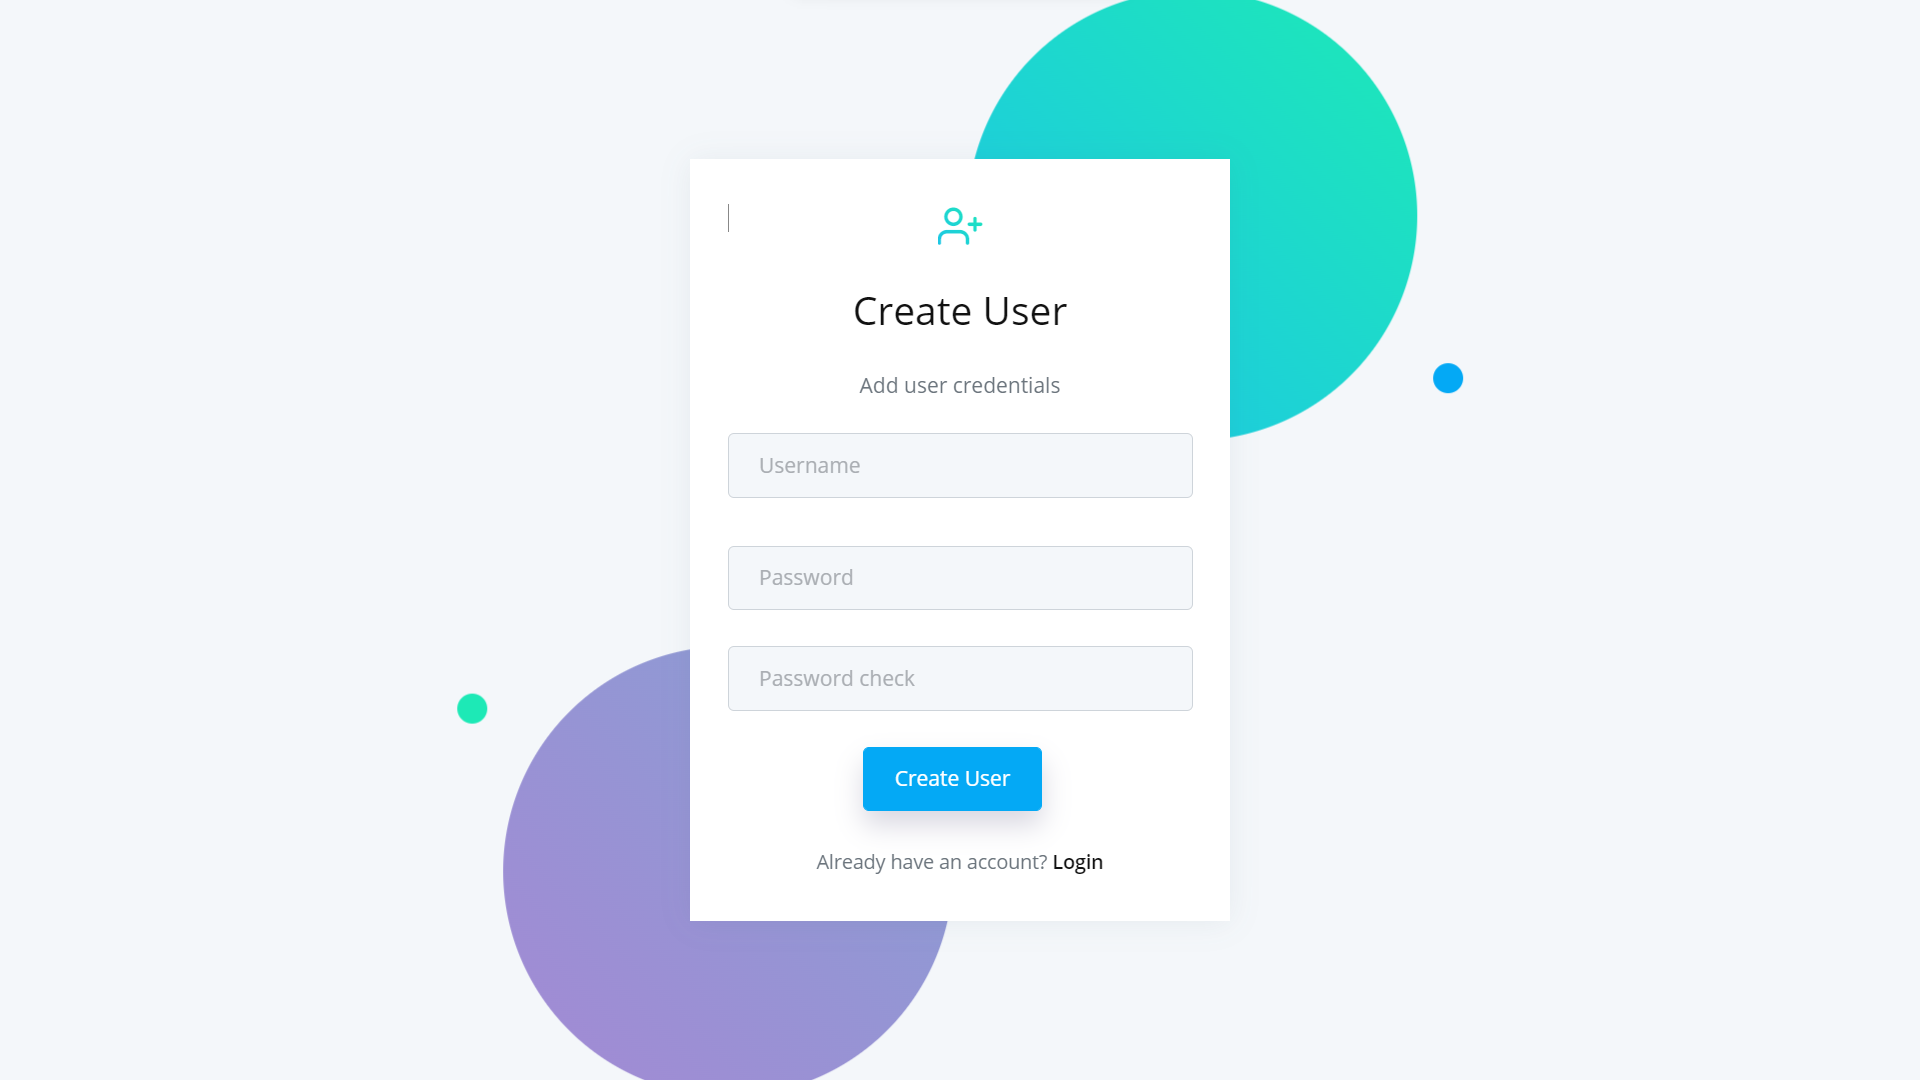 Create User
Add user credentials
Username
Password
Password check
Create User
Already have an account? Login